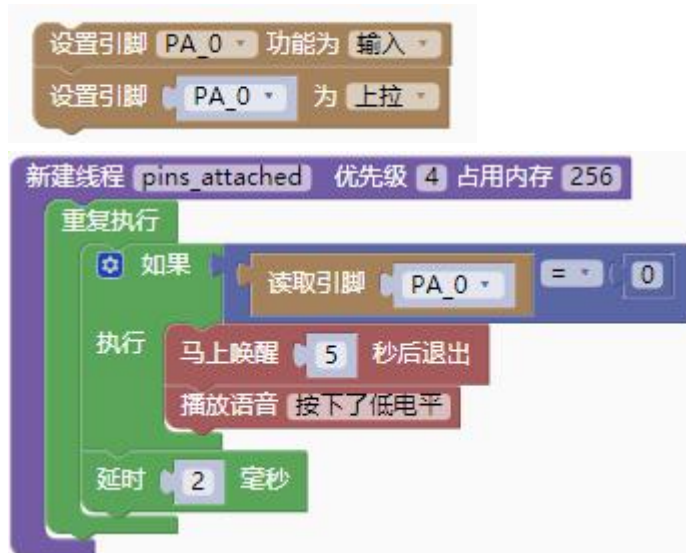 设置引脚 PA_0 功能为 输入
设置引脚 PA_0 为 上拉
新建线程 pins_attached 优先级 4 占用内存 256
重复执行
如果 读取引脚 PA_0 = 0
执行 马上唤醒 5 秒后退出
播放语音 按下了低电平
延时 2 毫秒